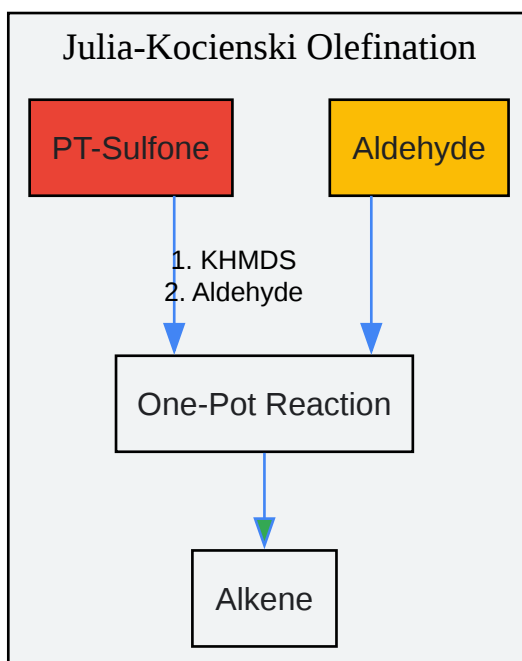 Julia-Kocienski Olefination
PT-Sulfone
Aldehyde
1. KHMDS
2. Aldehyde
One-Pot Reaction
Alkene